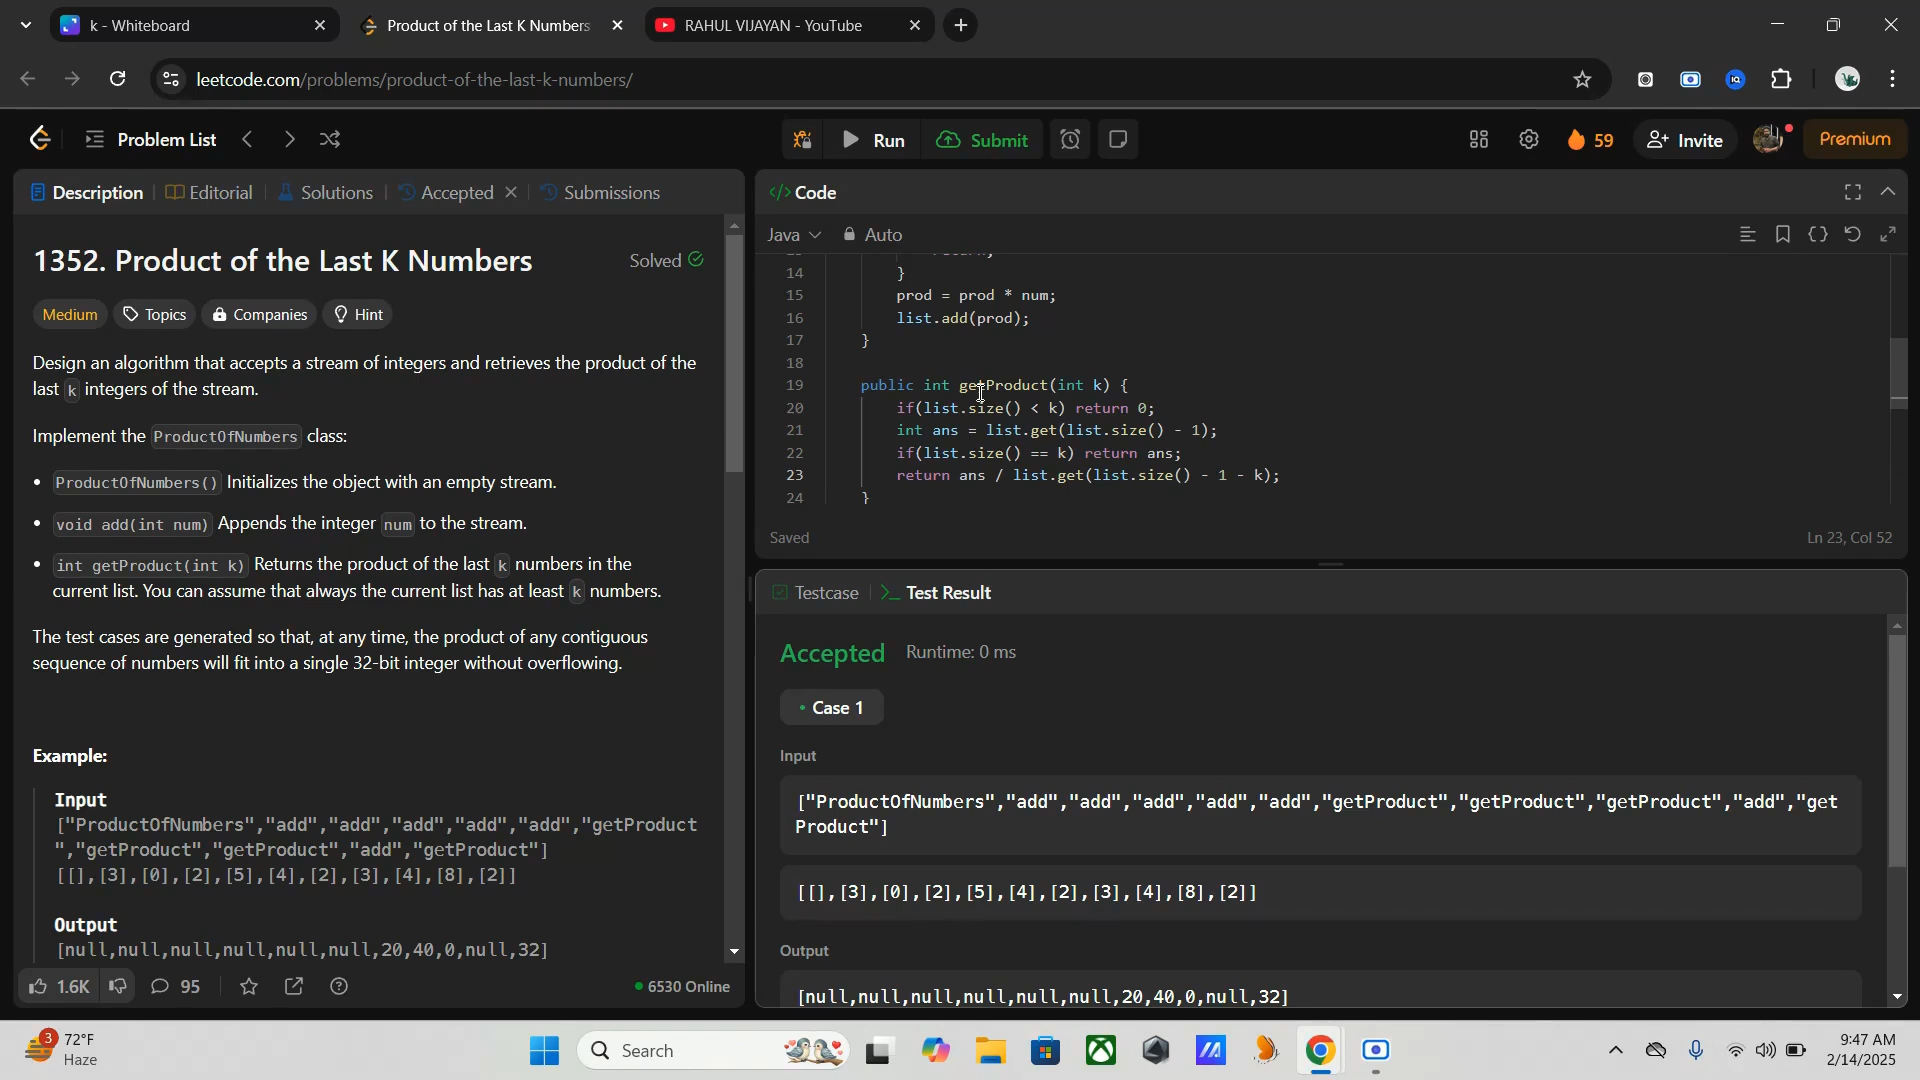 k - Whiteboard
Product of the Last K Numbers
RAHUL VIJAYAN - YouTube
leetcode.com/problems/product-of-the-last-k-numbers/
Problem List
Run
Submit
59
Invite
Premium
Description
Editorial
Solutions
Accepted
Submissions
1352. Product of the Last K Numbers
Solved
Medium
Topics
Companies
Hint
Design an algorithm that accepts a stream of integers and retrieves the product of the
last k integers of the stream.
Implement the ProductOfNumbers class:
• ProductOfNumbers() Initializes the object with an empty stream.
• void add(int num) Appends the integer num to the stream.
• int getProduct(int k) Returns the product of the last k numbers in the
current list. You can assume that always the current list has at least k numbers.
The test cases are generated so that, at any time, the product of any contiguous
sequence of numbers will fit into a single 32-bit integer without overflowing.
Example:
Input
["ProductOfNumbers","add","add","add","add","add","getProduct
","getProduct","getProduct","add","getProduct"]
[[],[3],[0],[2],[5],[4],[2],[3],[4],[8],[2]]
Output
[null,null,null,null,null,null,20,40,0,null,32]
1.6K
95
6530 Online
Code
Java
Auto
14 }
15 prod = prod * num;
16 list.add(prod);
17 }
18
19 public int getProduct(int k) {
20 if(list.size() < k) return 0;
21 int ans = list.get(list.size() - 1);
22 if(list.size() == k) return ans;
23 return ans / list.get(list.size() - 1 - k);
24 }
Saved
Ln 23, Col 52
Testcase
Test Result
Accepted
Runtime: 0 ms
• Case 1
Input
["ProductOfNumbers","add","add","add","add","add","getProduct","getProduct","getProduct","add","get
Product"]
[[],[3],[0],[2],[5],[4],[2],[3],[4],[8],[2]]
Output
[null,null,null,null,null,null,20,40,0,null,32]
3
72°F
Haze
Search
9:47 AM
2/14/2025